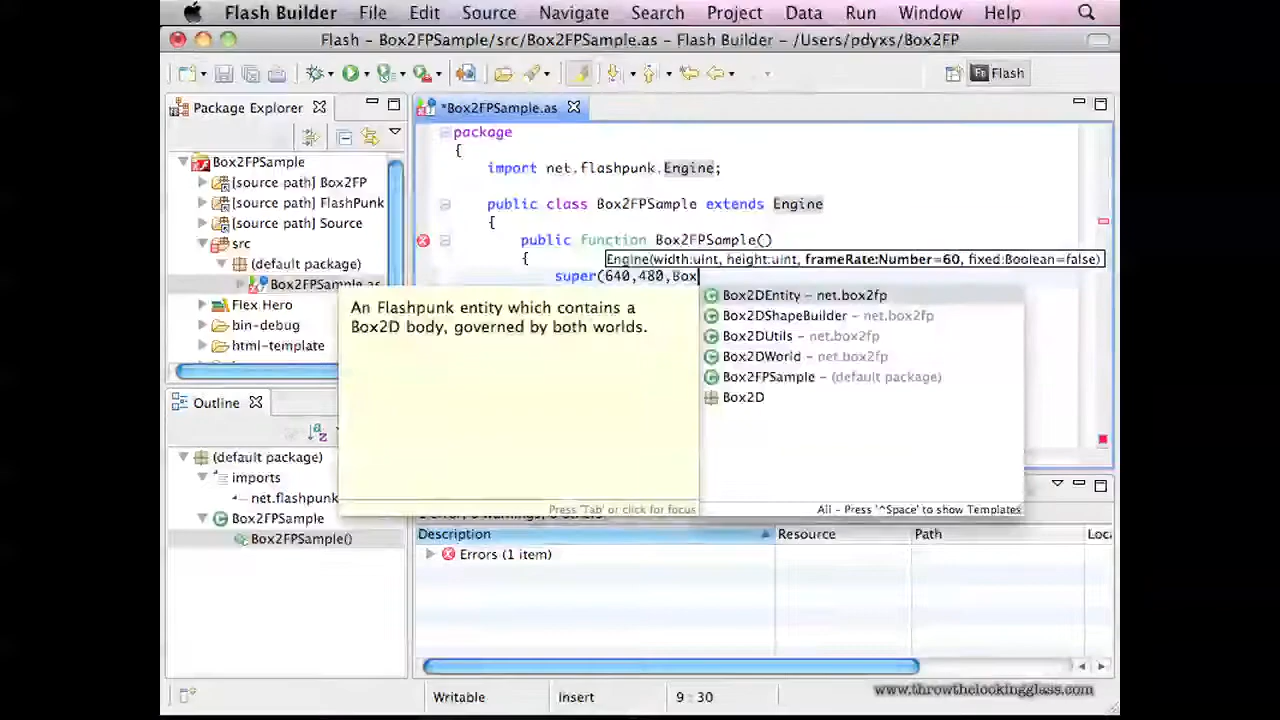 Flash Builder File Edit Source Navigate Search Project Data Run Window Help
Flash – Box2FPSample/src/Box2FPSample.as – Flash Builder – /Users/pdyxs/Box2FP
Fb Flash
Package Explorer
*Box2FPSample.as
Box2FPSample
[source path] Box2FP
[source path] FlashPunk
[source path] Source
src
(default package)
Box2FPSample.as
Flex Hero
bin-debug
html-template
package
{
import net.flashpunk.Engine;
public class Box2FPSample extends Engine
{
public function Box2FPSample()
{
Engine(width:uint, height:uint, frameRate:Number=60, fixed:Boolean=false)
super(640,480,Box
An Flashpunk entity which contains a
Box2D body, governed by both worlds.
Press 'Tab' or click for focus
Box2DEntity – net.box2fp
Box2DShapeBuilder – net.box2fp
Box2DUtils – net.box2fp
Box2DWorld – net.box2fp
Box2FPSample – (default package)
Box2D
All – Press '^Space' to show Templates
Outline
(default package)
imports
net.flashpunk
Box2FPSample
Box2FPSample()
Description Resource Path Loc
Errors (1 item)
Writable Insert 9 : 30
www.throwthelookingglass.com